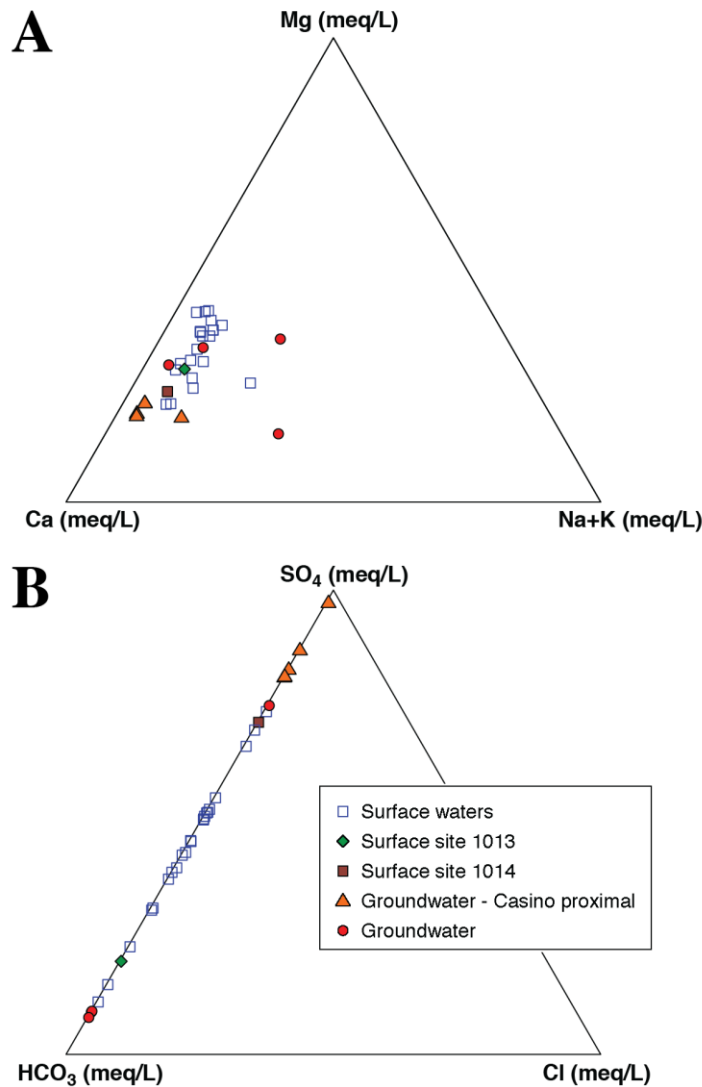 A
Mg (meq/L)
Ca (meq/L)
Na+K (meq/L)
B
SO₄ (meq/L)
Surface waters
Surface site 1013
Surface site 1014
Groundwater - Casino proximal
Groundwater
HCO₃ (meq/L)
Cl (meq/L)